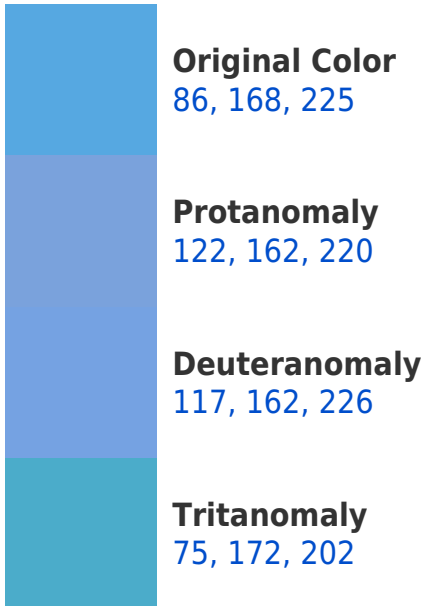 Original Color
86, 168, 225
Protanomaly
122, 162, 220
Deuteranomaly
117, 162, 226
Tritanomaly
75, 172, 202